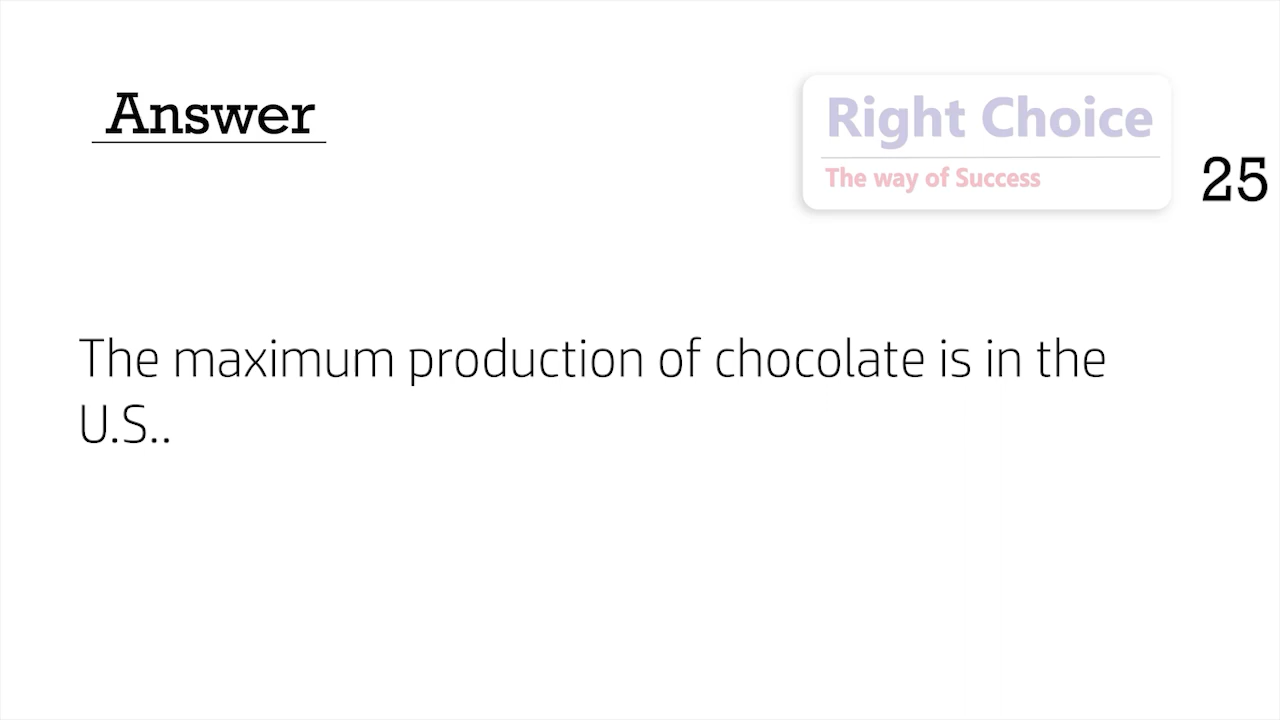 Answer
Right Choice
The way of Success
25
The maximum production of chocolate is in the
U.S..